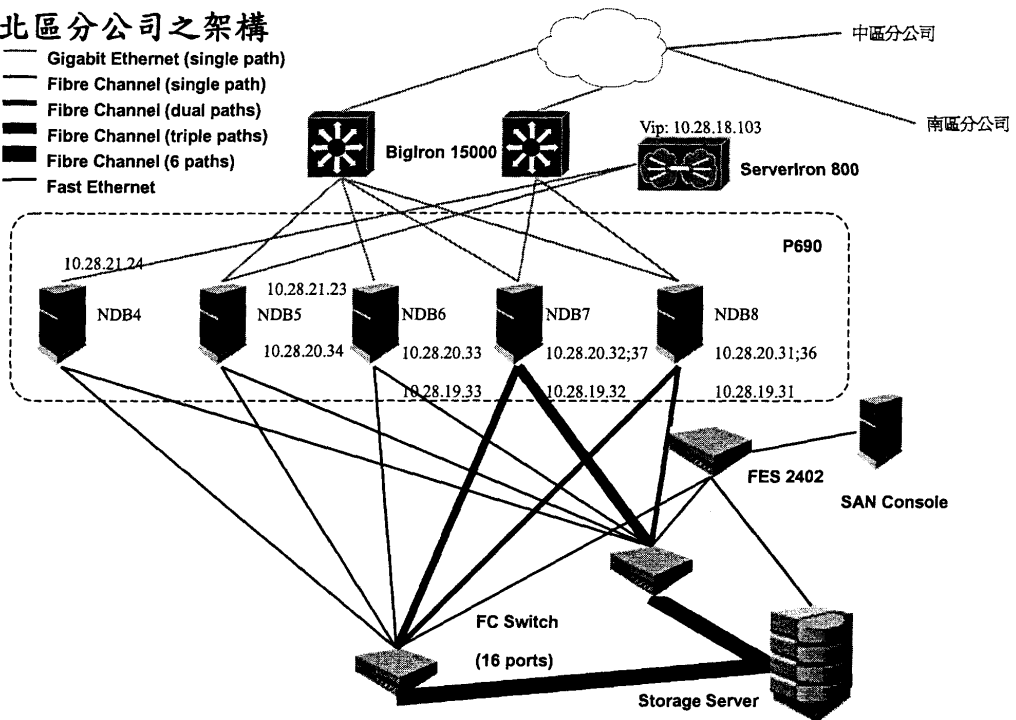 北區分公司之架構
Gigabit Ethernet (single path)
Fibre Channel (single path)
Fibre Channel (dual paths)
Fibre Channel (triple paths)
Fibre Channel (6 paths)
Fast Ethernet
中區分公司
南區分公司
BigIron 15000
Vip: 10.28.18.103
ServerIron 800
P690
10.28.21.24
NDB4
10.28.21.23
NDB5
10.28.20.34
NDB6
10.28.20.33
10.28.19.33
NDB7
10.28.20.32;37
10.28.19.32
NDB8
10.28.20.31;36
10.28.19.31
FES 2402
SAN Console
FC Switch
(16 ports)
Storage Server